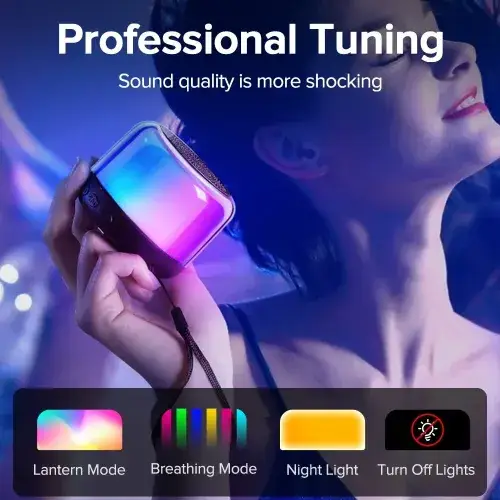 Professional Tuning
Sound quality is more shocking
Lantern Mode
Breathing Mode
Night Light
Turn Off Lights